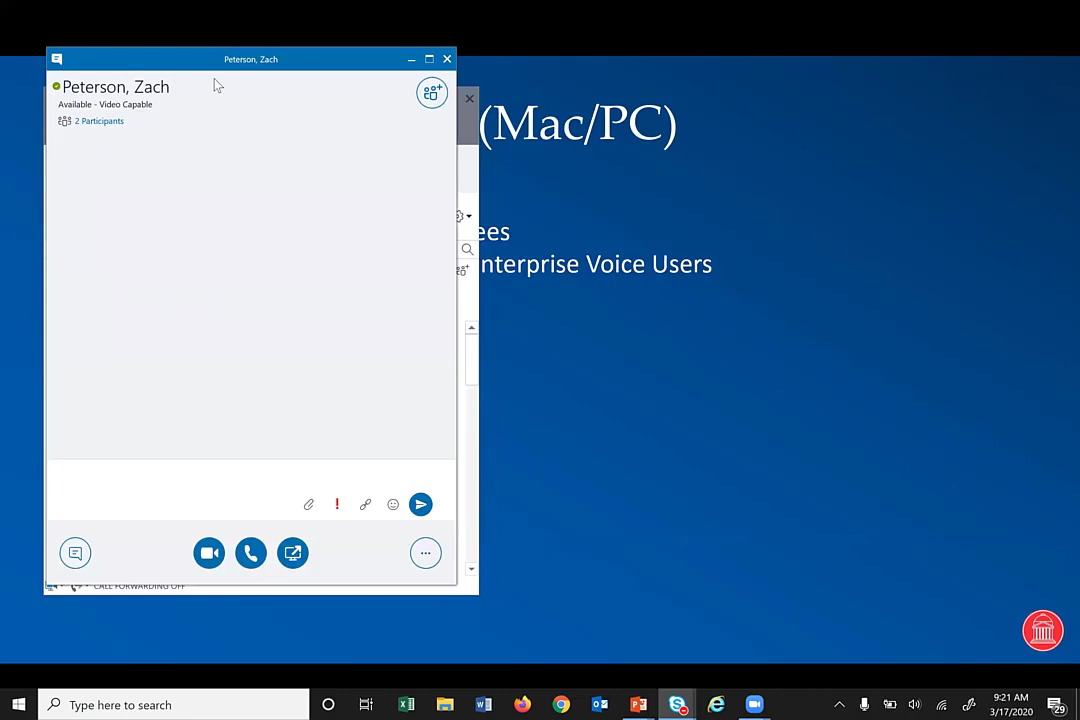 Peterson, Zach
Peterson, Zach
Available - Video Capable
2 Participants
(Mac/PC)
ees
nterprise Voice Users
!
CALL FORWARDING OFF
Type here to search
9:21 AM
3/17/2020
29